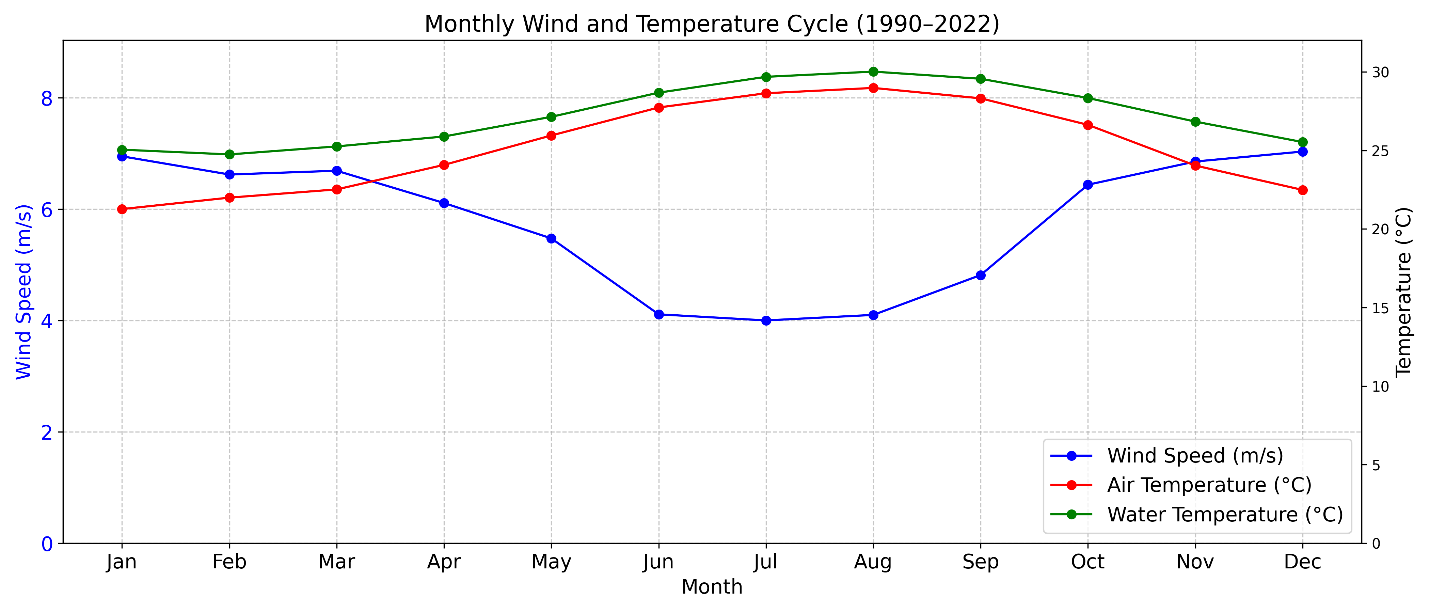 Monthly Wind and Temperature Cycle (1990–2022)
Wind Speed (m/s)
8
6
4
2
0
30
25
20
15
10
5
0
Temperature (°C)
Wind Speed (m/s)
Air Temperature (°C)
Water Temperature (°C)
Jan Feb Mar Apr May Jun Jul Aug Sep Oct Nov Dec
Month